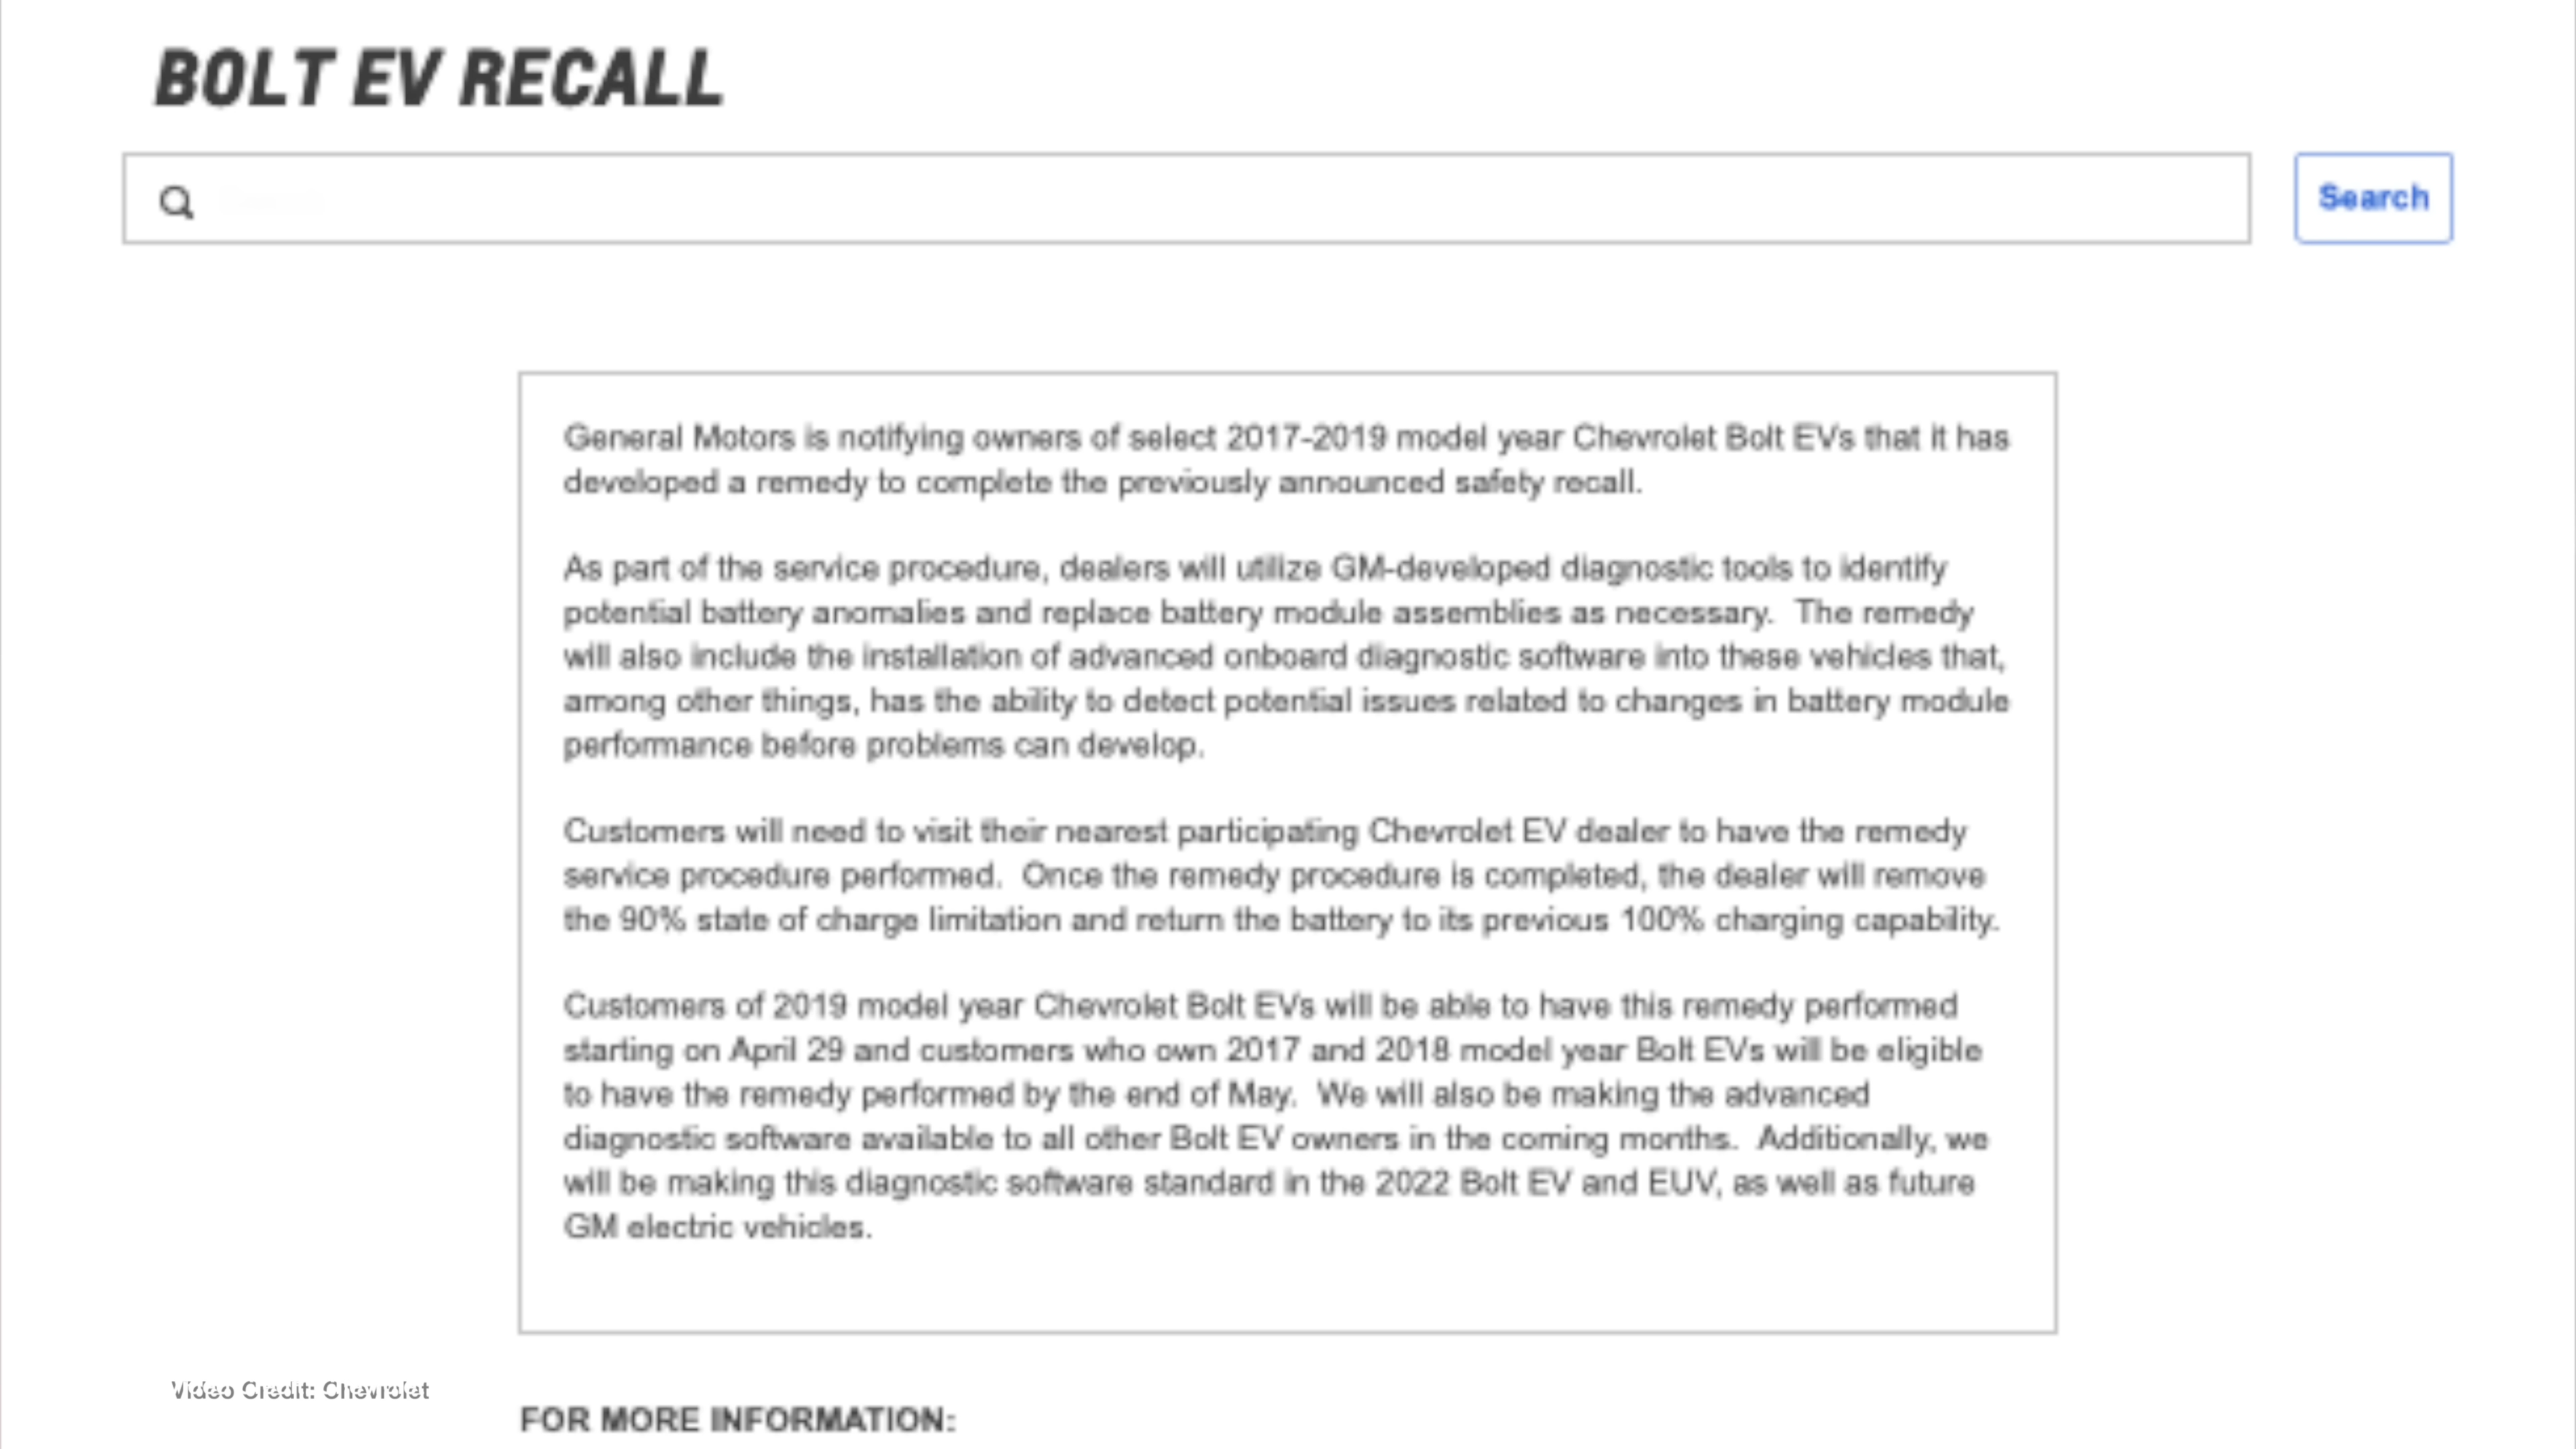 BOLT EV RECALL
Search
General Motors is notifying owners of select 2017-2019 model year Chevrolet Bolt EVs that it has
developed a remedy to complete the previously announced safety recall.
As part of the service procedure, dealers will utilize GM-developed diagnostic tools to identify
potential battery anomalies and replace battery module assemblies as necessary.  The remedy
will also include the installation of advanced onboard diagnostic software into these vehicles that,
among other things, has the ability to detect potential issues related to changes in battery module
performance before problems can develop.
Customers will need to visit their nearest participating Chevrolet EV dealer to have the remedy
service procedure performed.  Once the remedy procedure is completed, the dealer will remove
the 90% state of charge limitation and return the battery to its previous 100% charging capability.
Customers of 2019 model year Chevrolet Bolt EVs will be able to have this remedy performed
starting on April 29 and customers who own 2017 and 2018 model year Bolt EVs will be eligible
to have the remedy performed by the end of May.  We will also be making the advanced
diagnostic software available to all other Bolt EV owners in the coming months.  Additionally, we
will be making this diagnostic software standard in the 2022 Bolt EV and EUV, as well as future
GM electric vehicles.
Video Credit: Chevrolet
FOR MORE INFORMATION: